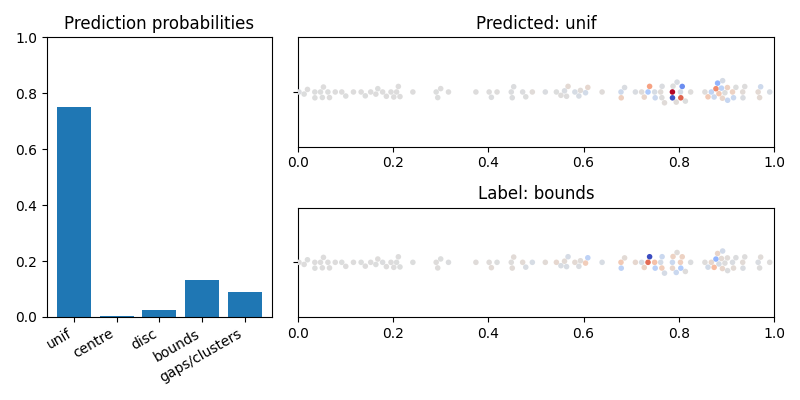 Prediction probabilities
1.0
0.8
0.6
0.4
0.2
0.0
unif
centre
disc
bounds
gaps/clusters
Predicted: unif
0.0 0.2 0.4 0.6 0.8 1.0
Label: bounds
0.0 0.2 0.4 0.6 0.8 1.0